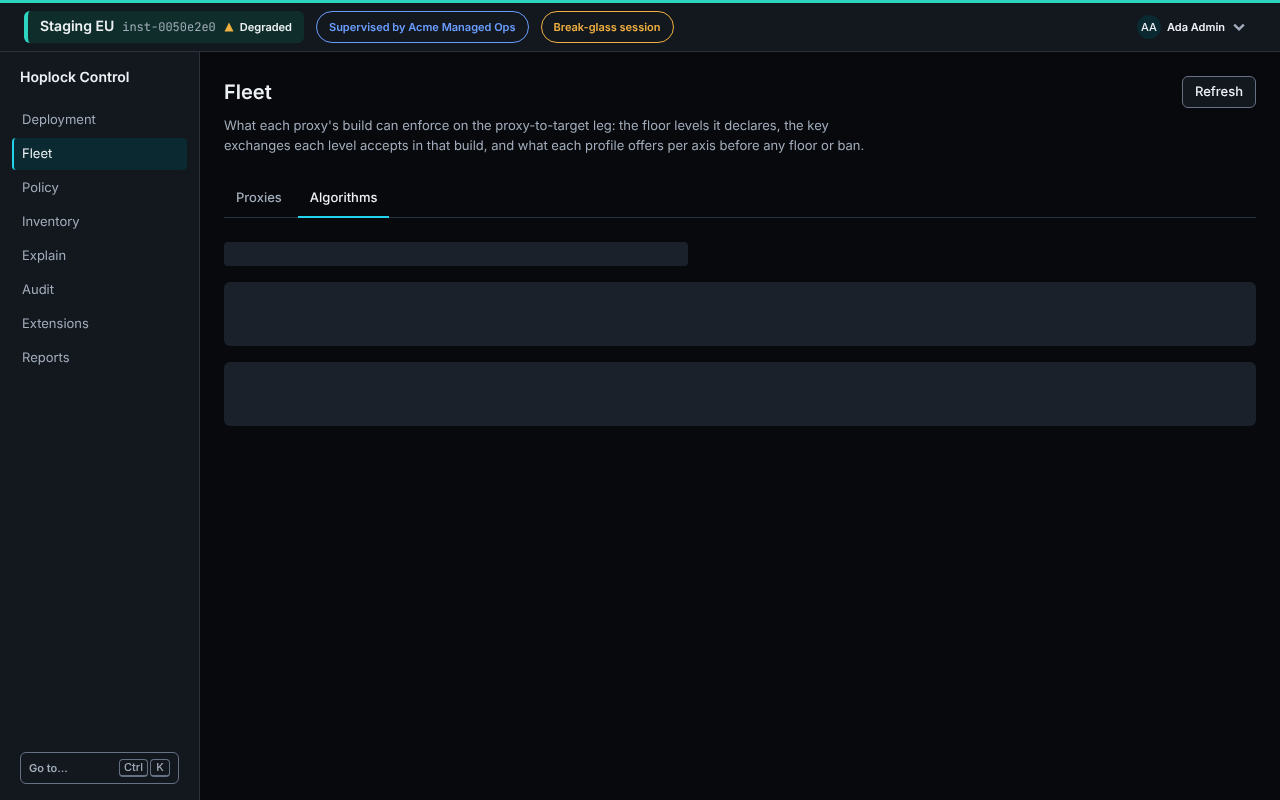 Staging EU inst-0050e2e0 Degraded
Supervised by Acme Managed Ops
Break-glass session
AA Ada Admin
Hoplock Control
Deployment
Fleet
Policy
Inventory
Explain
Audit
Extensions
Reports
Go to...
Ctrl K
Fleet
Refresh
What each proxy's build can enforce on the proxy-to-target leg: the floor levels it declares, the key
exchanges each level accepts in that build, and what each profile offers per axis before any floor or ban.
Proxies Algorithms